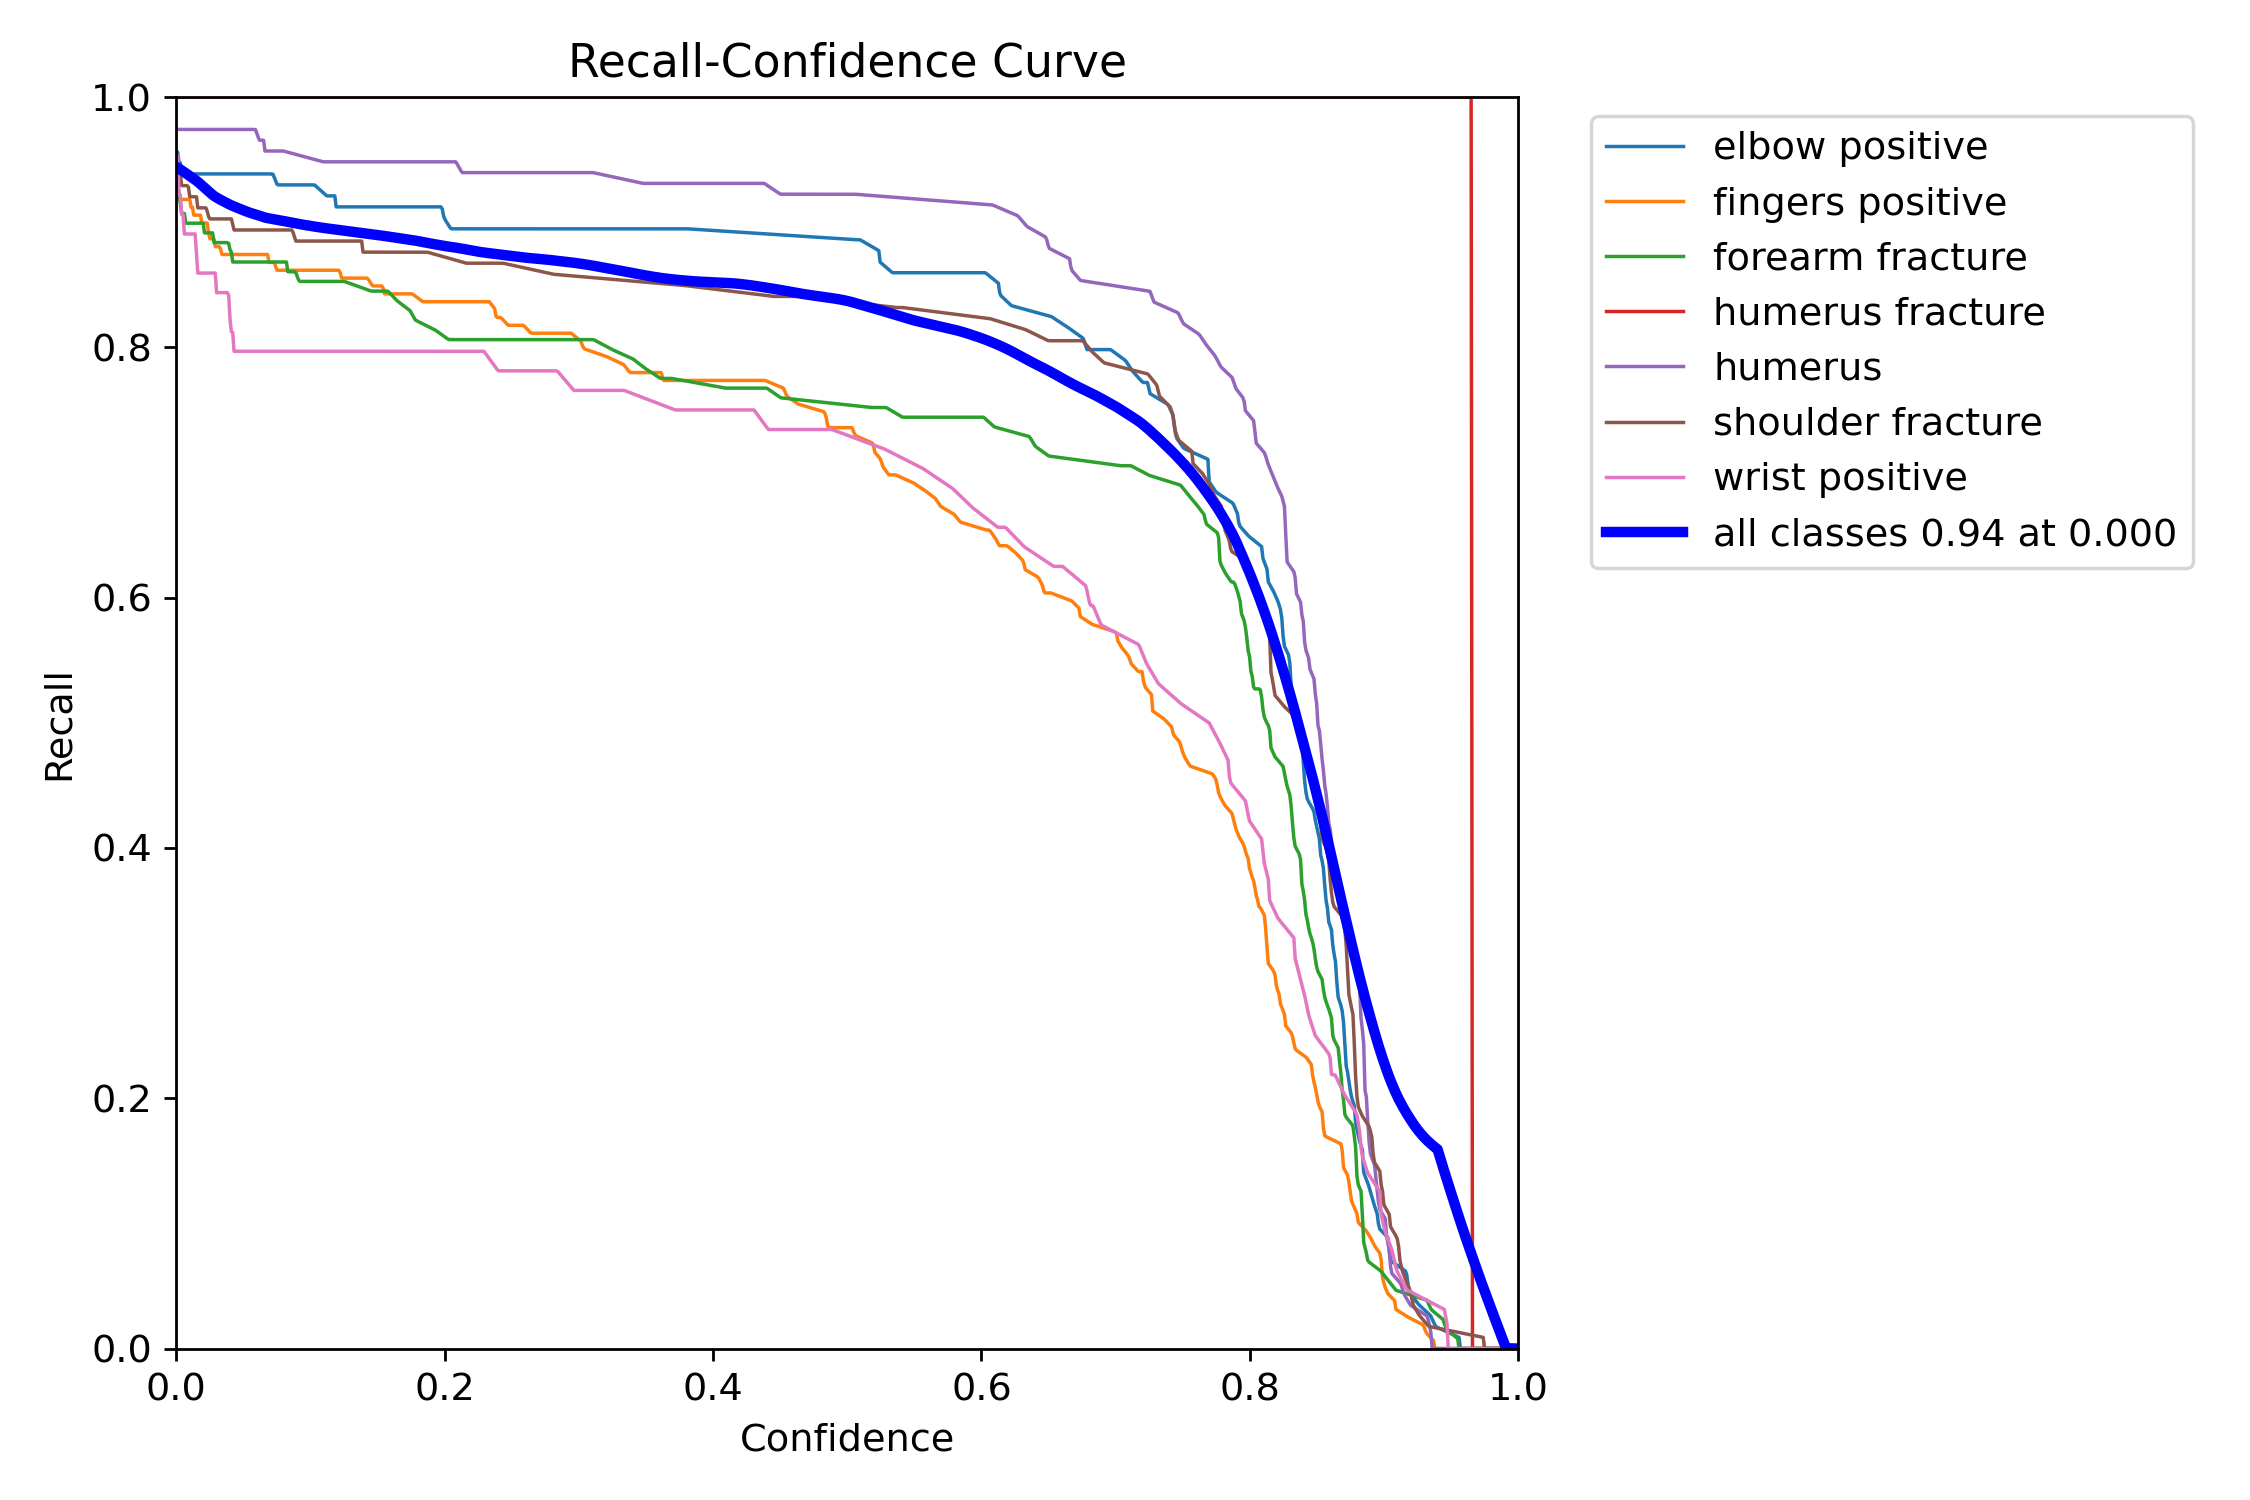 Recall-Confidence Curve
1.0
0.8
0.6
0.4
0.2
0.0
Recall
0.0 0.2 0.4 0.6 0.8 1.0
Confidence
elbow positive
fingers positive
forearm fracture
humerus fracture
humerus
shoulder fracture
wrist positive
all classes 0.94 at 0.000